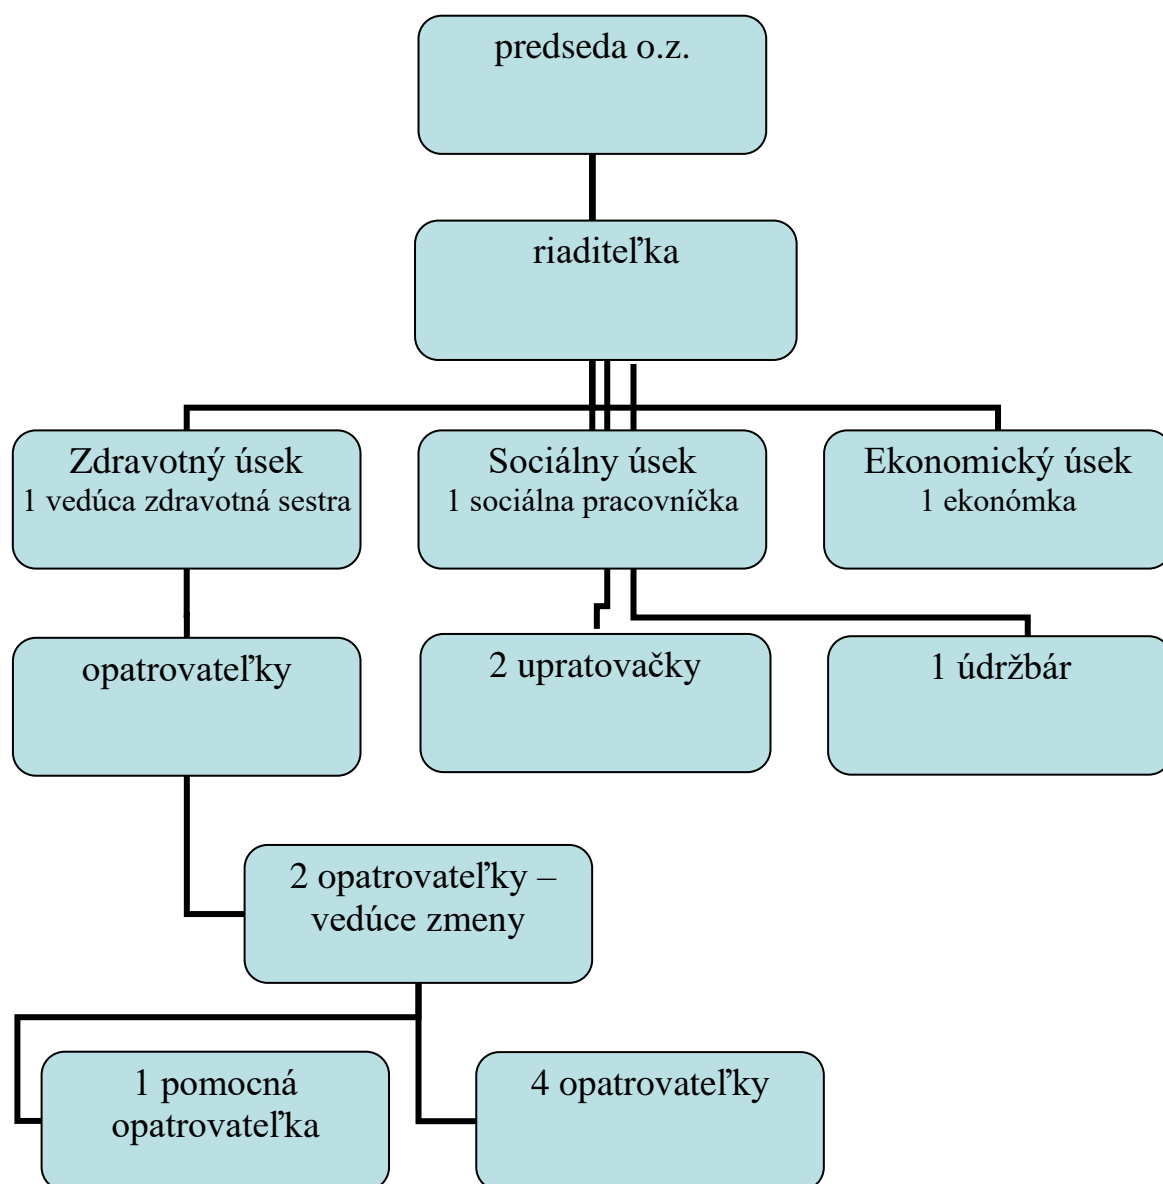 predseda o.z.
riaditeľka
Zdravotný úsek
1 vedúca zdravotná sestra
Sociálny úsek
1 sociálna pracovníčka
Ekonomický úsek
1 ekonómka
opatrovateľky
2 upratovačky
1 údržbár
2 opatrovateľky –
vedúce zmeny
1 pomocná
opatrovateľka
4 opatrovateľky